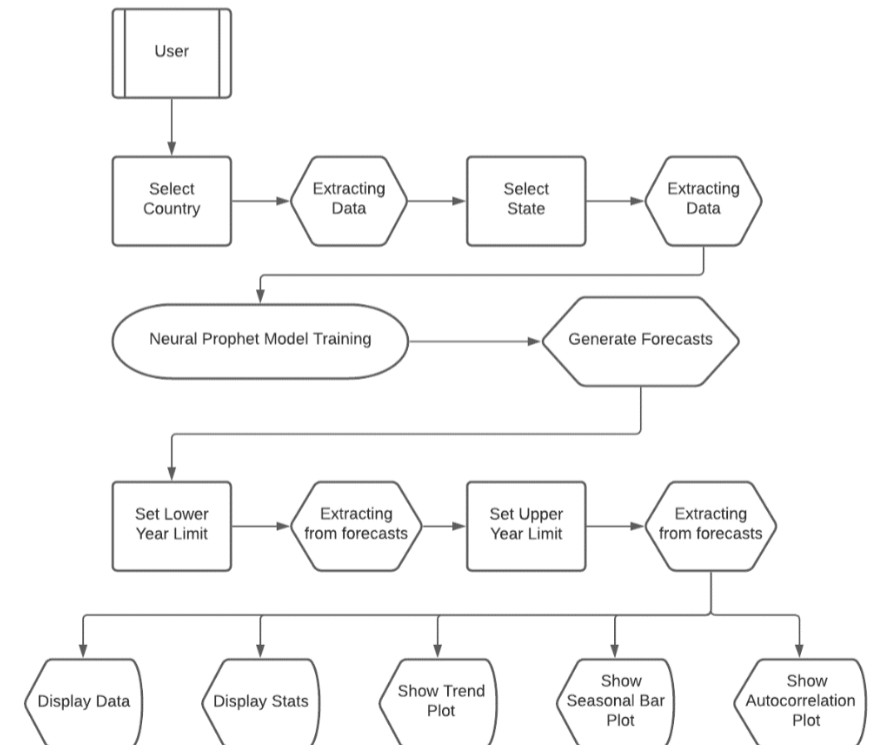 User
Select
Country
Extracting
Data
Select
State
Extracting
Data
Neural Prophet Model Training
Generate Forecasts
Set Lower
Year Limit
Extracting
from forecasts
Set Upper
Year Limit
Extracting
from forecasts
Display Data
Display Stats
Show Trend
Plot
Show
Seasonal Bar
Plot
Show
Autocorrelation
Plot